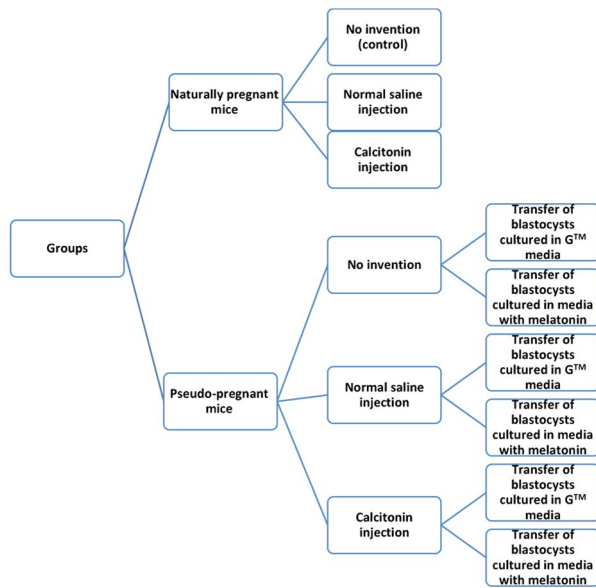 No invention
(control)
Naturally pregnant
mice
Normal saline
injection
Calcitonin
injection
Groups
Pseudo-pregnant
mice
No invention
Transfer of
blastocysts
cultured in G™
media
Transfer of
blastocysts
cultured in media
with melatonin
Normal saline
injection
Transfer of
blastocysts
cultured in G™
media
Transfer of
blastocysts
cultured in media
with melatonin
Calcitonin
injection
Transfer of
blastocysts
cultured in G™
media
Transfer of
blastocysts
cultured in media
with melatonin